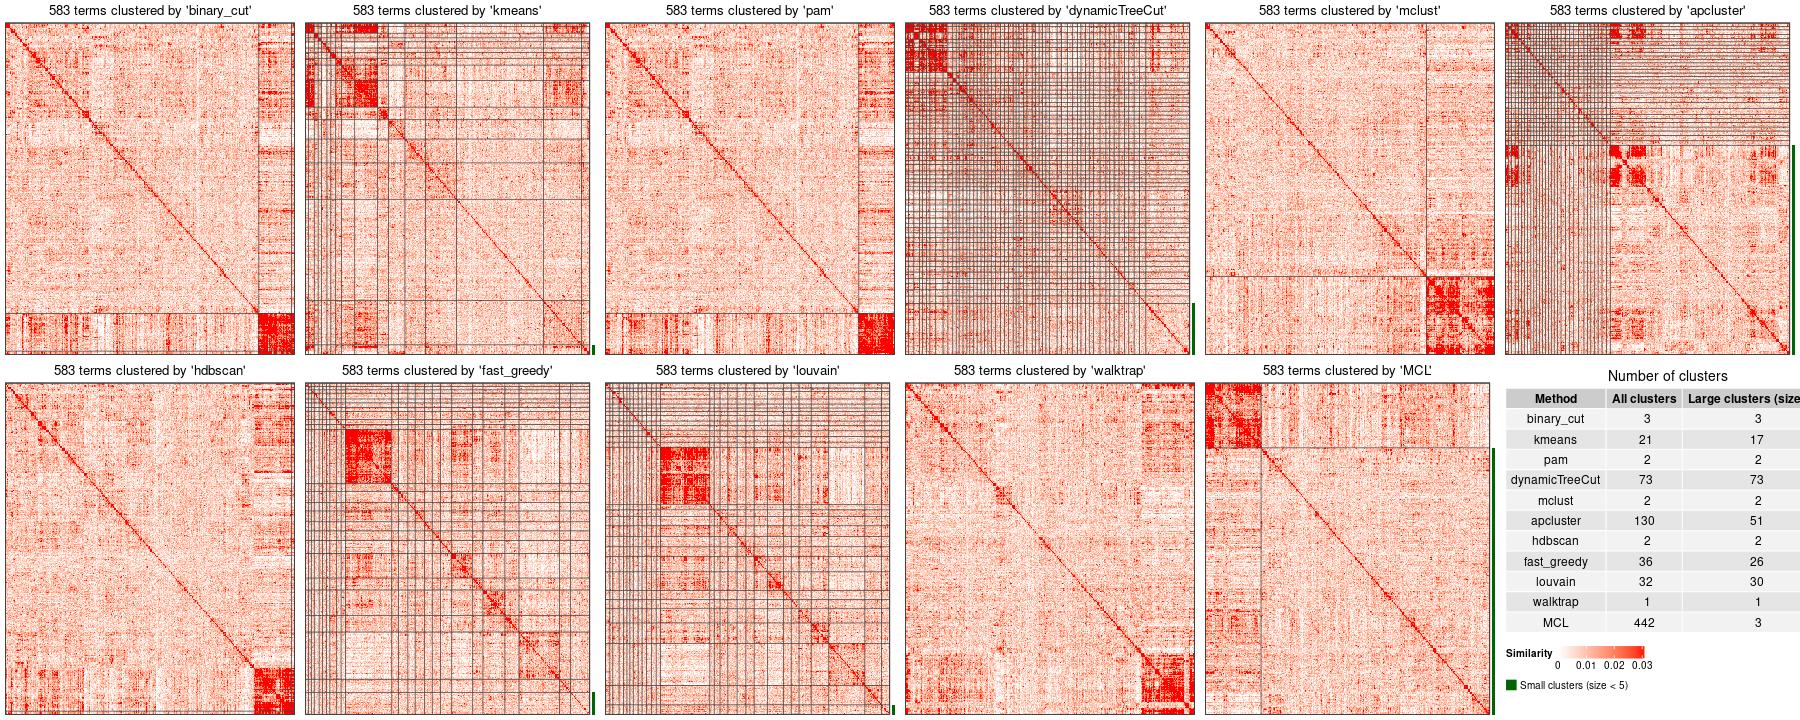 583 terms clustered by 'binary_cut'
583 terms clustered by 'kmeans'
583 terms clustered by 'pam'
583 terms clustered by 'dynamicTreeCut'
583 terms clustered by 'mclust'
583 terms clustered by 'apcluster'
583 terms clustered by 'hdbscan'
583 terms clustered by 'fast_greedy'
583 terms clustered by 'louvain'
583 terms clustered by 'walktrap'
583 terms clustered by 'MCL'
Number of clusters
Method All clusters Large clusters (size
binary_cut 3 3
kmeans 21 17
pam 2 2
dynamicTreeCut 73 73
mclust 2 2
apcluster 130 51
hdbscan 2 2
fast_greedy 36 26
louvain 32 30
walktrap 1 1
MCL 442 3
Similarity
0 0.01 0.02 0.03
Small clusters (size < 5)